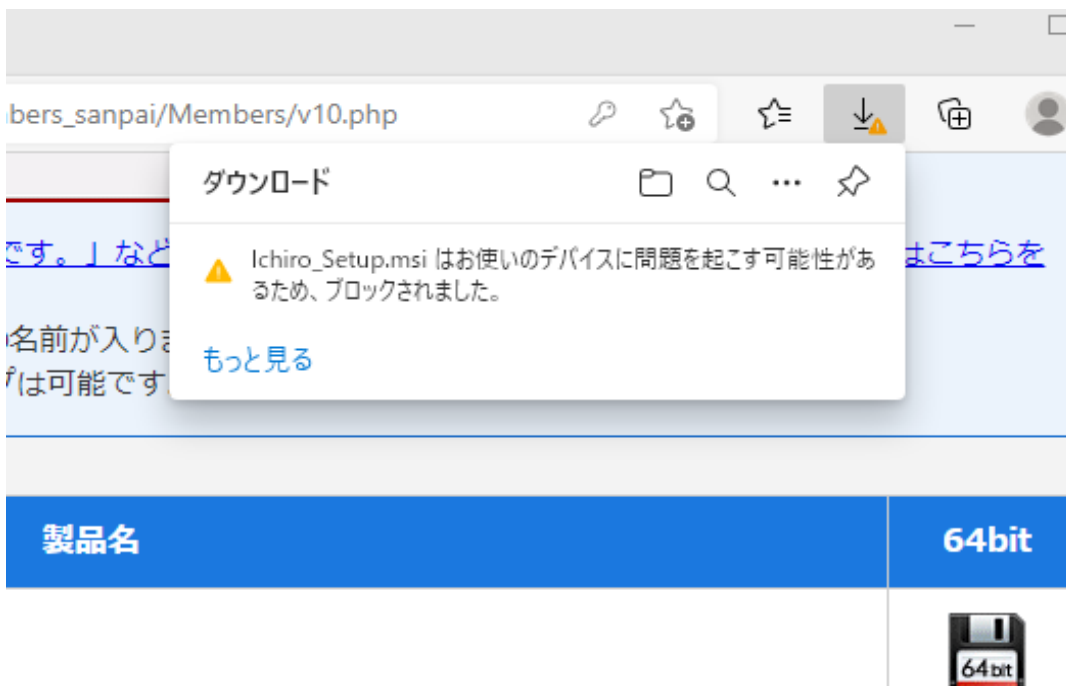 bers_sanpai/Members/v10.php
ダウンロード
です。」など
はこちらを
Ichiro_Setup.msi はお使いのデバイスに問題を起こす可能性があ
るため、ブロックされました。
名前が入りま
プは可能です
もっと見る
製品名
64bit
64 bit